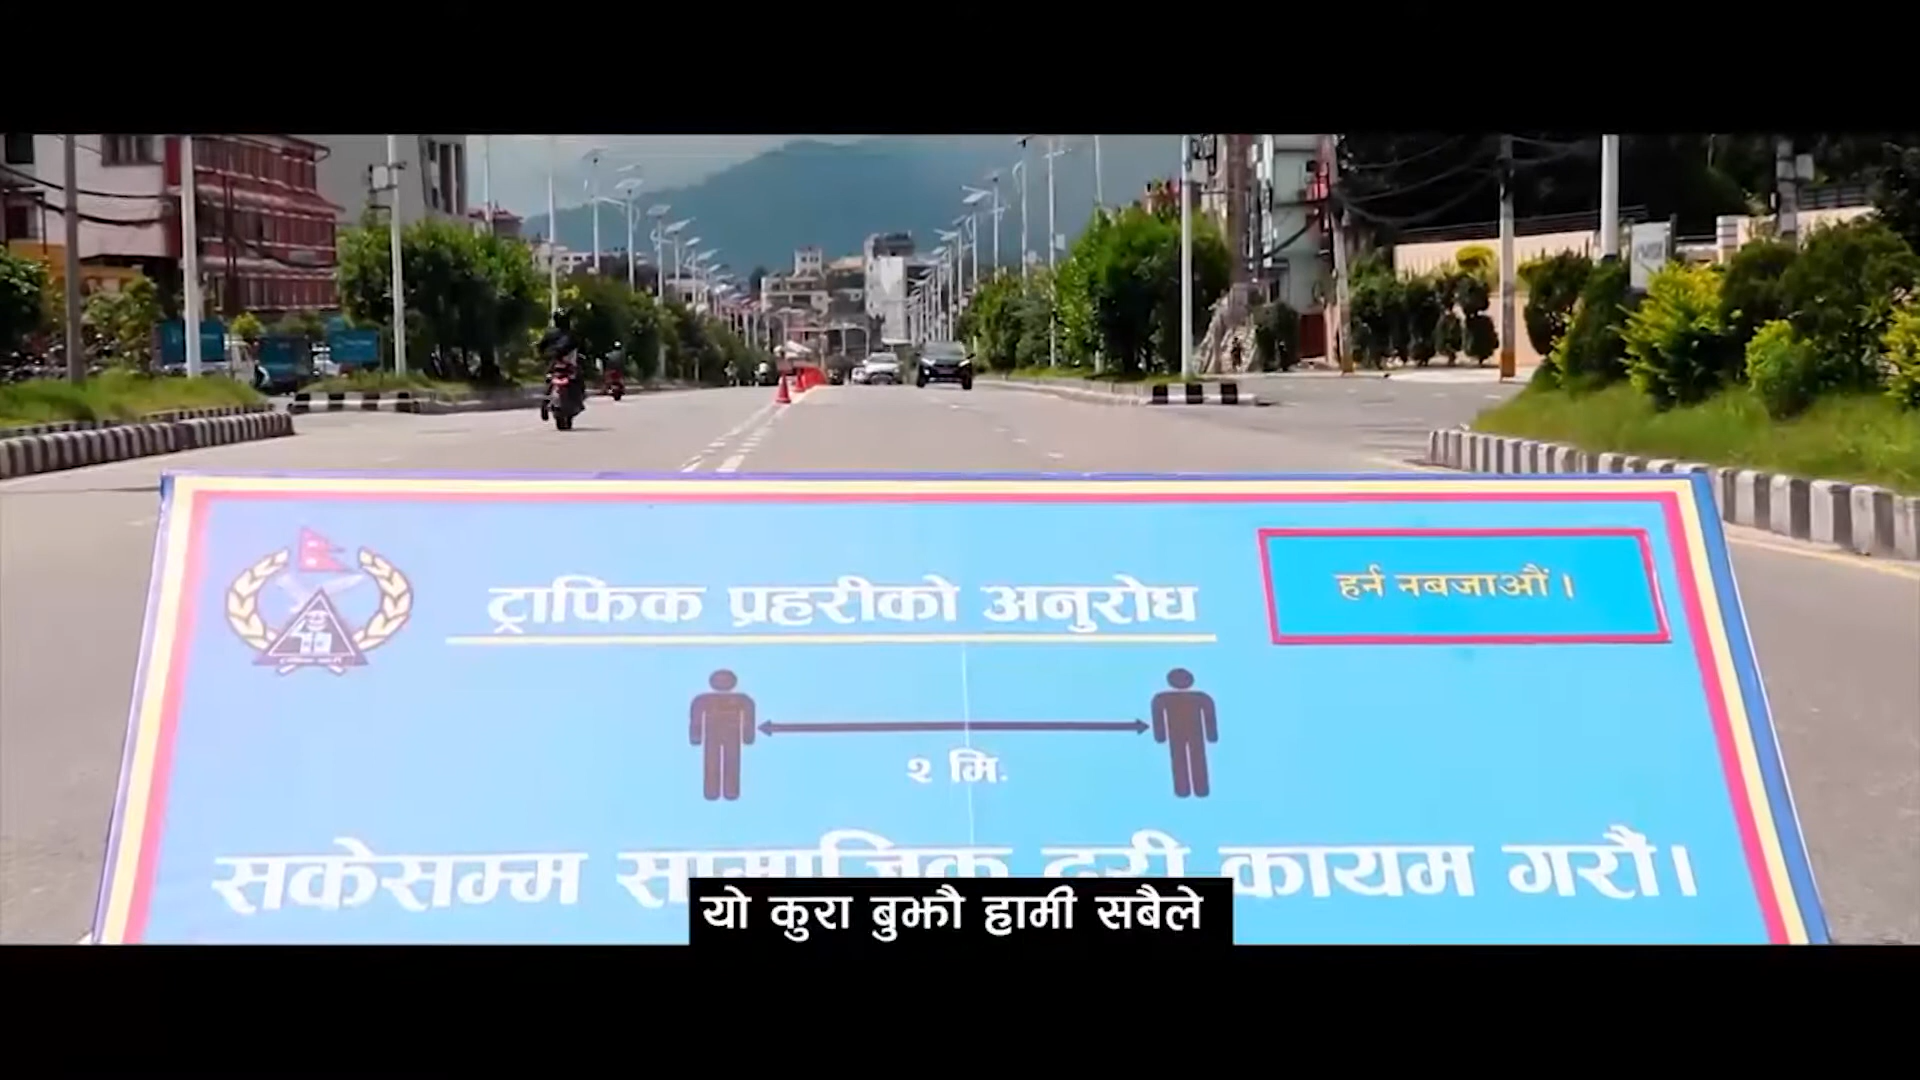 ट्राफिक प्रहरीको अनुरोध
हर्न नबजाऔं ।
२ मि.
सकेसम्म सामाजिक दूरी कायम गरौं।
यो कुरा बुझौ हामी सबैले